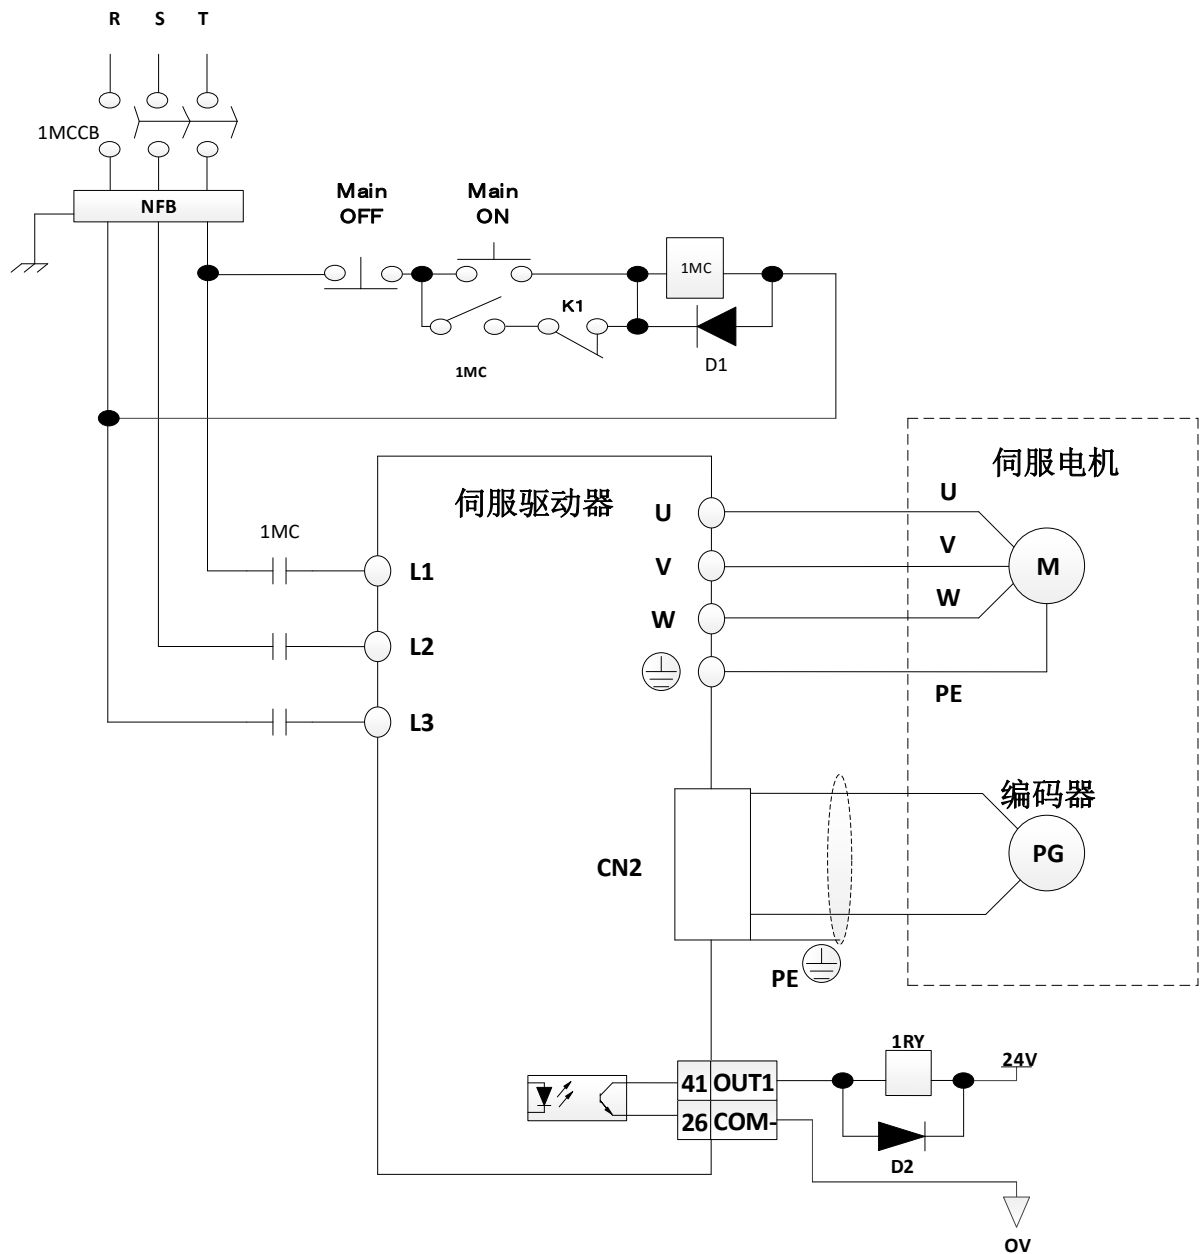 R S T
1MCCB
NFB
Main
OFF
Main
ON
1MC
K1
1MC
D1
伺服电机
伺服驱动器
U
U
1MC
L1
V
V
M
W
W
L2
PE
L3
编码器
CN2
PG
PE
1RY
24V
41 OUT1
26 COM-
D2
0V